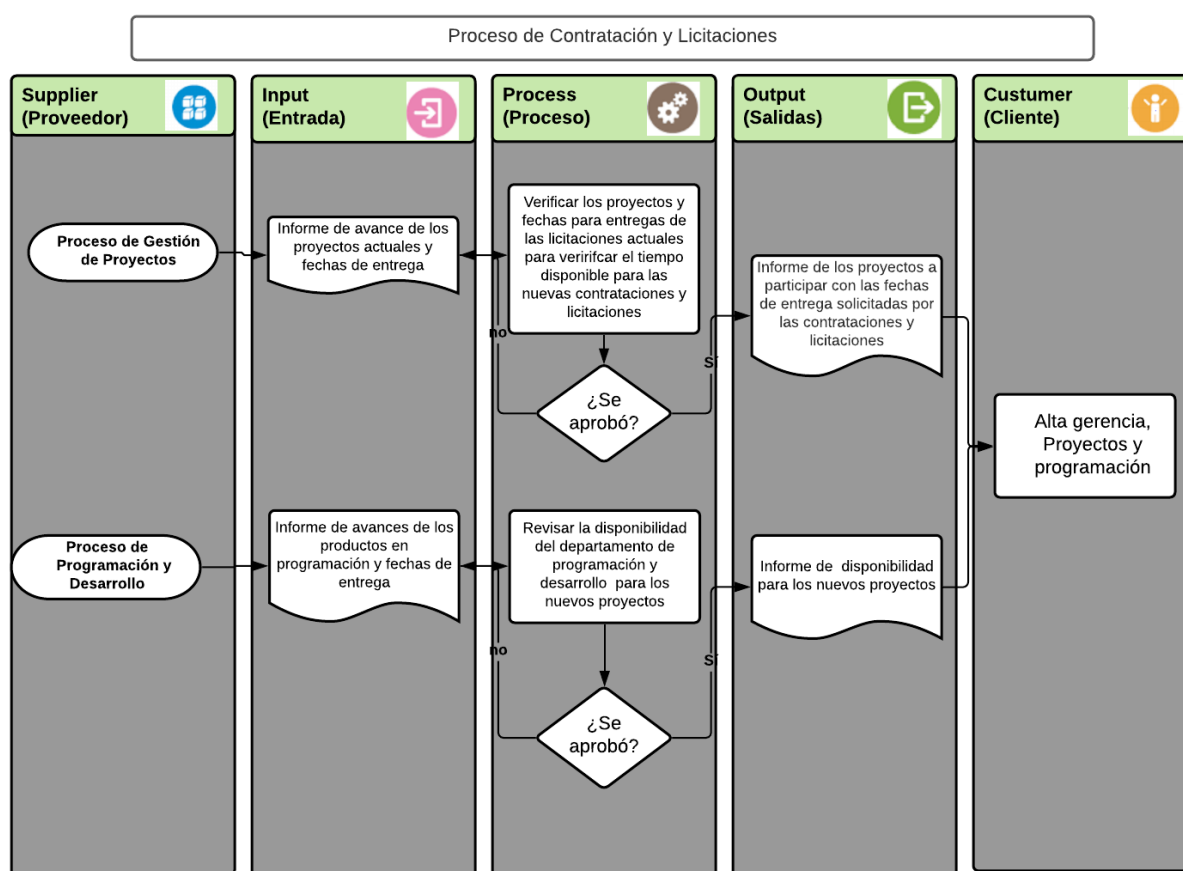 Proceso de Contratación y Licitaciones
Supplier
(Proveedor)
Input
(Entrada)
Process
(Proceso)
Output
(Salidas)
Custumer
(Cliente)
Proceso de Gestión
de Proyectos
Informe de avance de los
proyectos actuales y
fechas de entrega
Verificar los proyectos y
fechas para entregas de
las licitaciones actuales
para veririfcar el tiempo
disponible para las
nuevas contrataciones y
licitaciones
no
¿Se
aprobó?
Sí
Informe de los proyectos a
participar con las fechas
de entrega solicitadas por
las contrataciones y
licitaciones
Alta gerencia,
Proyectos y
programación
Proceso de
Programación y
Desarrollo
Informe de avances de los
productos en
programación y fechas de
entrega
Revisar la disponibilidad
del departamento de
programación y
desarrollo para los
nuevos proyectos
no
¿Se
aprobó?
Sí
Informe de disponibilidad
para los nuevos proyectos